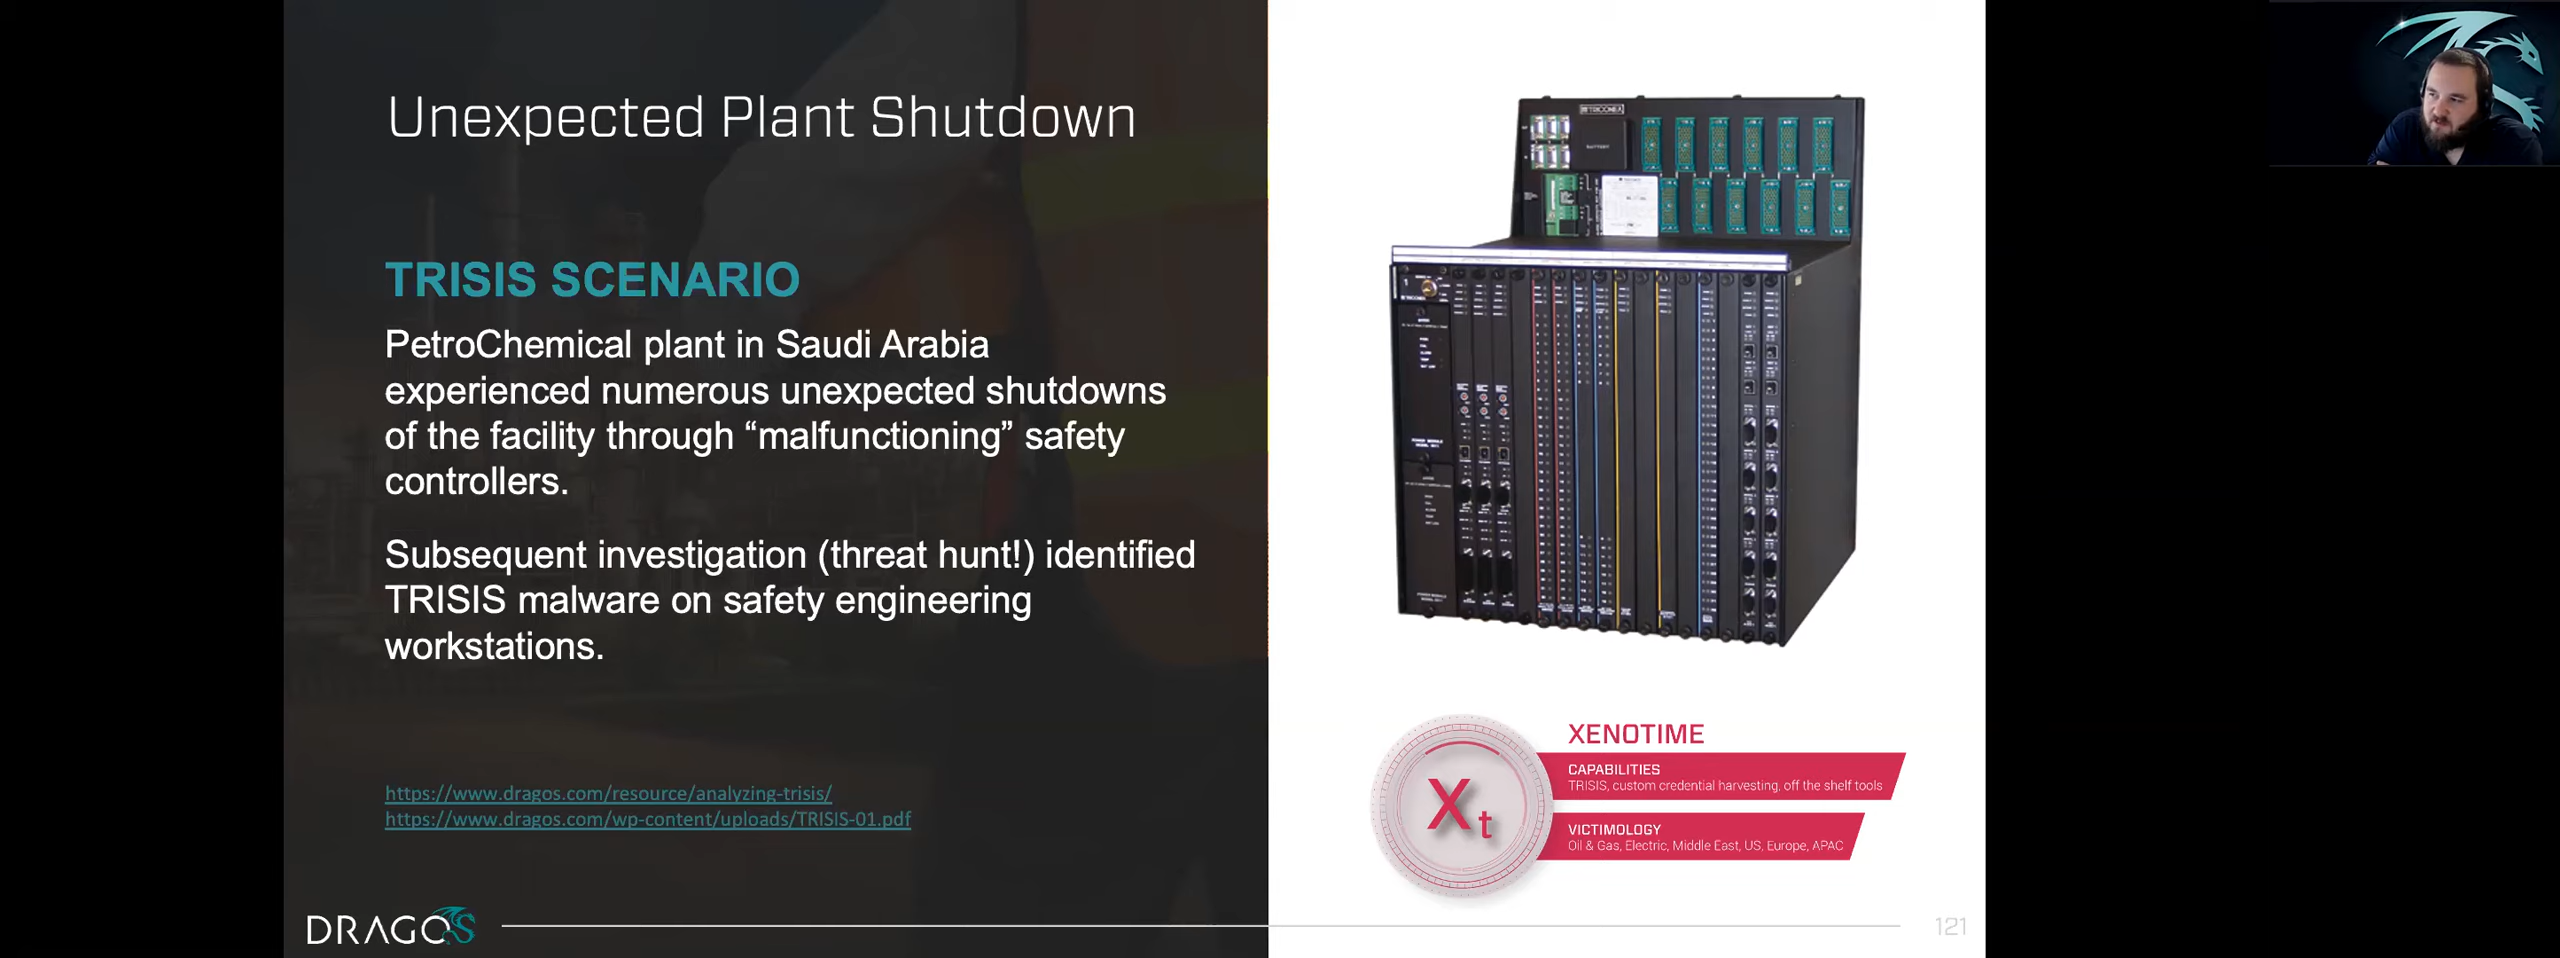 Unexpected Plant Shutdown
TRISIS SCENARIO
PetroChemical plant in Saudi Arabia
experienced numerous unexpected shutdowns
of the facility through “malfunctioning” safety
controllers.
Subsequent investigation (threat hunt!) identified
TRISIS malware on safety engineering
workstations.
https://www.dragos.com/resource/analyzing-trisis/
https://www.dragos.com/wp-content/uploads/TRISIS-01.pdf
DRAGOS
TRICONEX
BATTERY
XENOTIME
CAPABILITIES
TRISIS, custom credential harvesting, off the shelf tools
Xt
VICTIMOLOGY
Oil & Gas, Electric, Middle East, US, Europe, APAC
121